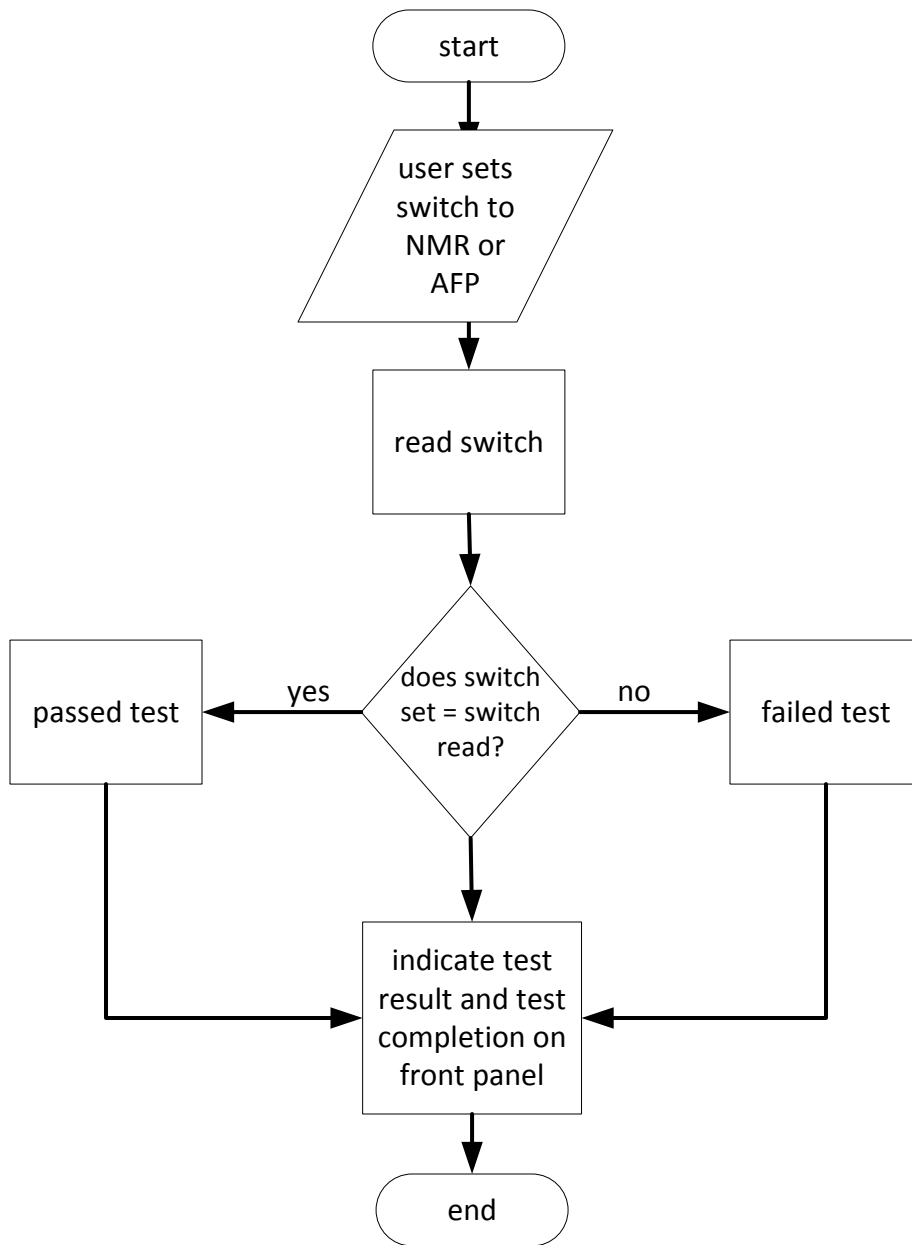 start
user sets
switch to
NMR or
AFP
read switch
does switch
set = switch
read?
yes
no
passed test
failed test
indicate test
result and test
completion on
front panel
end